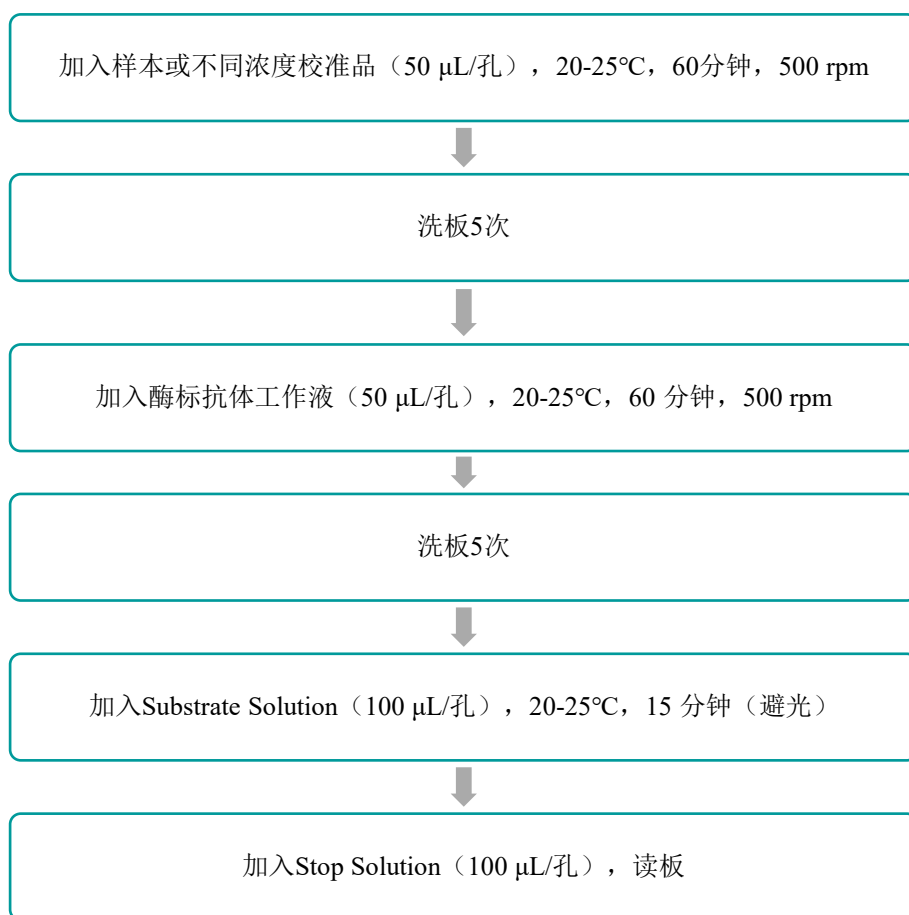 加入样本或不同浓度校准品（50 μL/孔），20-25℃，60分钟，500 rpm
洗板5次
加入酶标抗体工作液（50 μL/孔），20-25℃，60 分钟，500 rpm
洗板5次
加入Substrate Solution（100 μL/孔），20-25℃，15 分钟（避光）
加入Stop Solution（100 μL/孔），读板